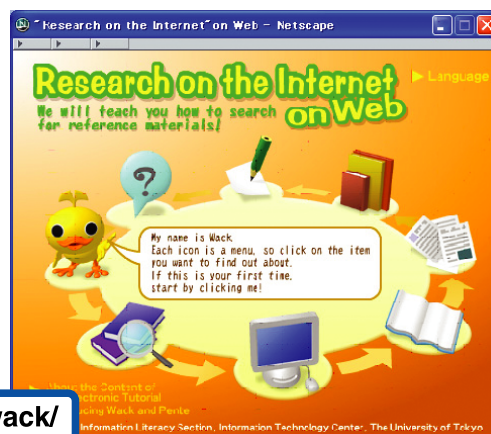 "Research on the Internet" on Web - Netscape
Research on the Internet
on Web
Language
We will teach you how to search
for reference materials!
?
My name is Wack.
Each icon is a menu, so click on the item
you want to find out about.
If this is your first time,
start by clicking me!
About the Content of
Electronic Tutorial
Wack and Pente
wack/
Information Literacy Section, Information Technology Center, The University of Tokyo